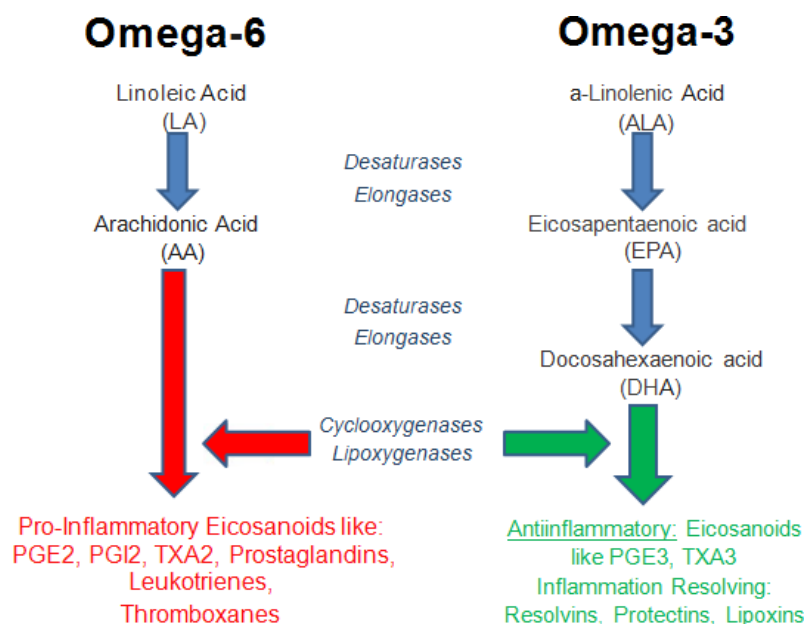 Omega-6
Linoleic Acid
(LA)
Arachidonic Acid
(AA)
Desaturases
Elongases
Desaturases
Elongases
Cyclooxygenases
Lipoxygenases
Pro-Inflammatory Eicosanoids like:
PGE2, PGI2, TXA2, Prostaglandins,
Leukotrienes,
Thromboxanes
Omega-3
a-Linolenic Acid
(ALA)
Eicosapentaenoic acid
(EPA)
Docosahexaenoic acid
(DHA)
Antiinflammatory: Eicosanoids
like PGE3, TXA3
Inflammation Resolving:
Resolvins, Protectins, Lipoxins